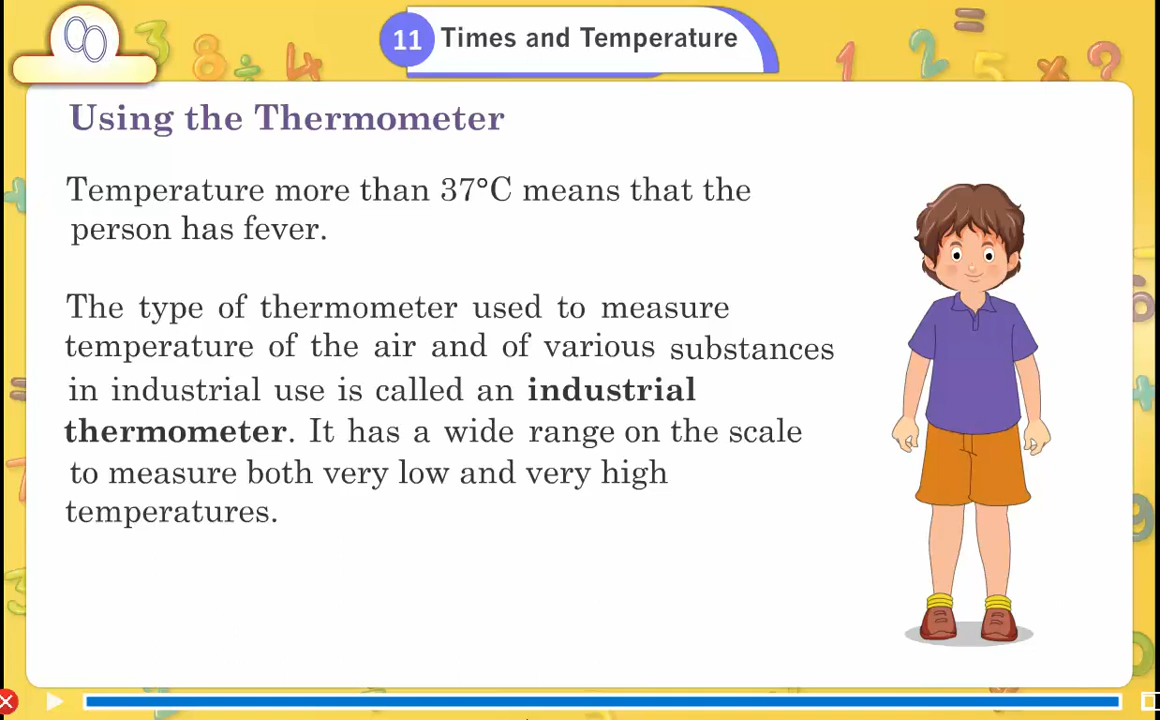 11 Times and Temperature
Using the Thermometer
Temperature more than 37°C means that the
person has fever.
The type of thermometer used to measure
temperature of the air and of various substances
in industrial use is called an industrial
thermometer. It has a wide range on the scale
to measure both very low and very high
temperatures.